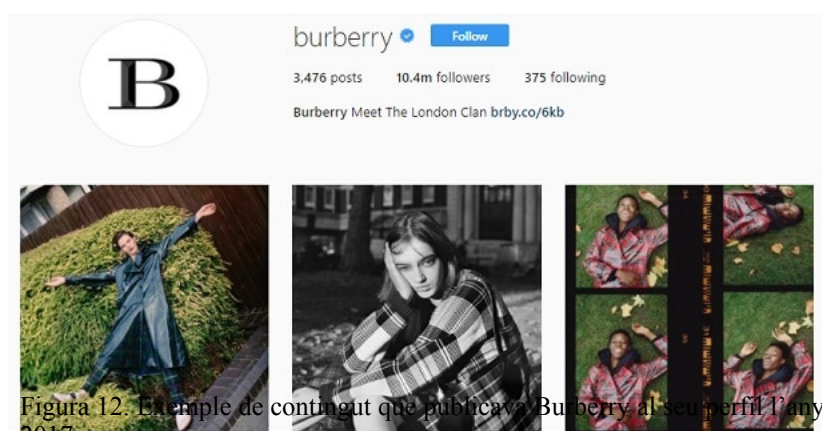 B
burberry Follow
3,476 posts 10.4m followers 375 following
Burberry Meet The London Clan brby.co/6kb
Figura 12. Exemple de contingut que publicava Burberry al seu perfil l'any
2017